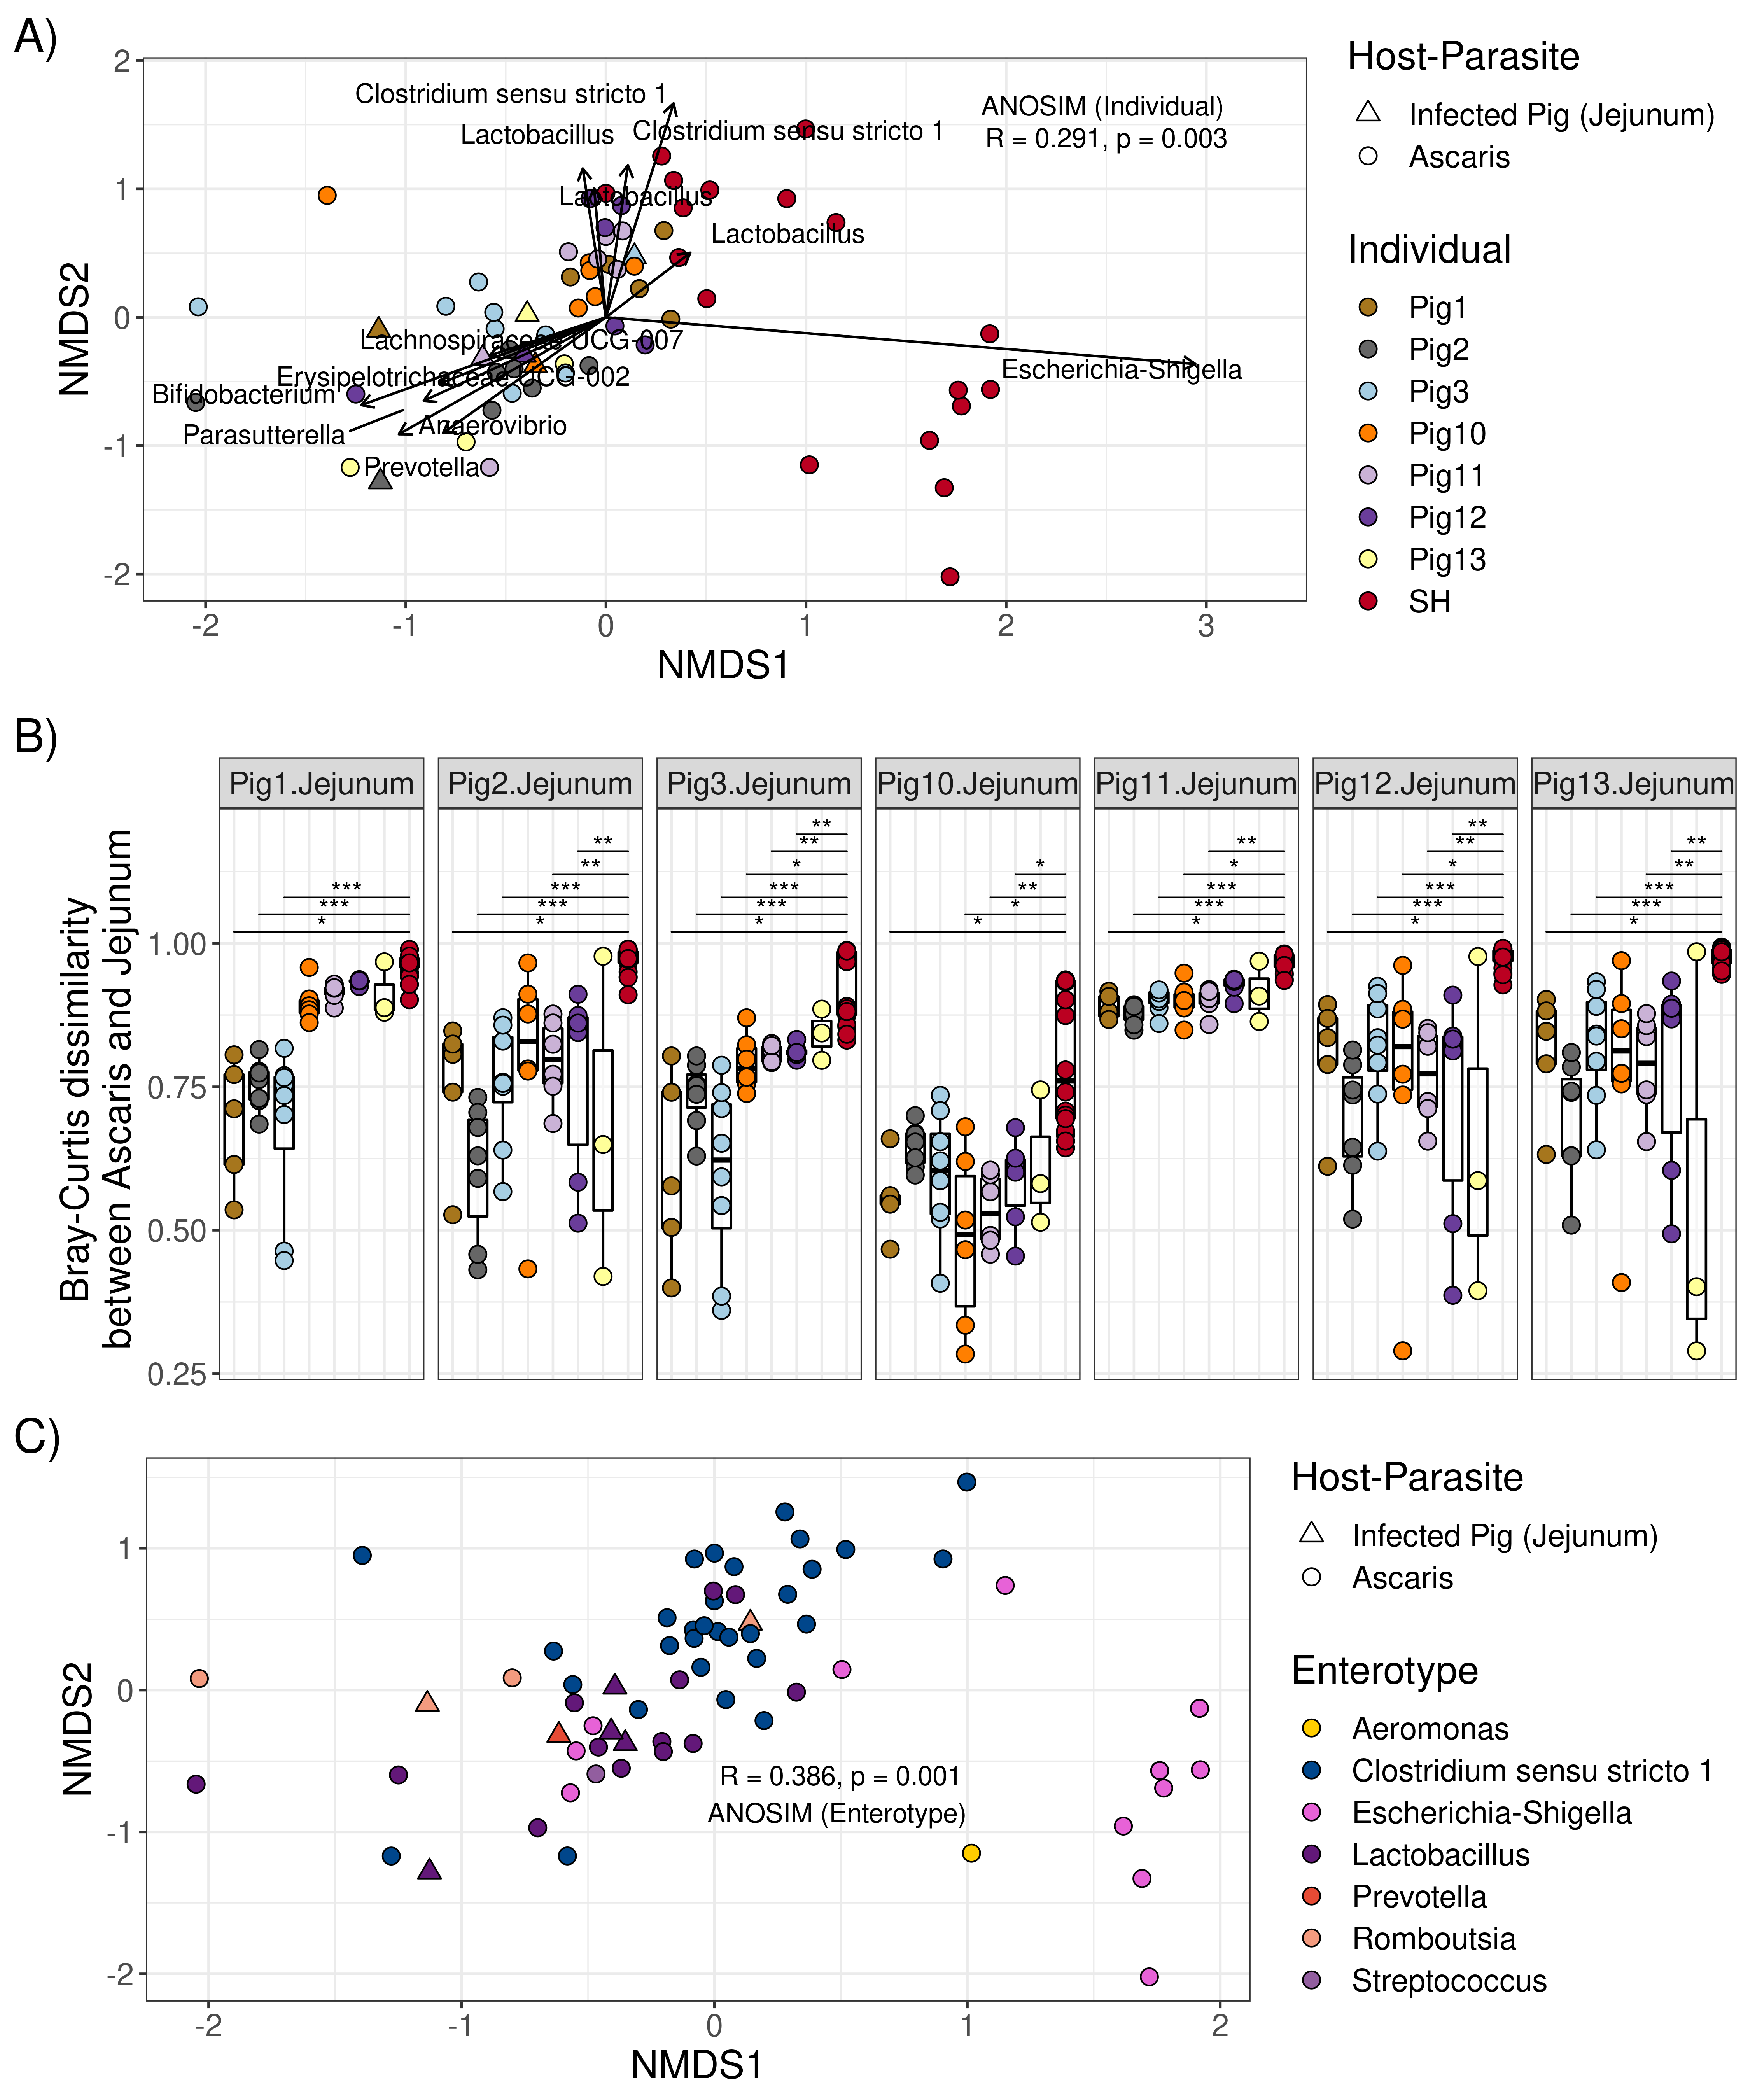 A)
2
1
0
-1
-2
NMDS2
Clostridium sensu stricto 1
Lactobacillus
Clostridium sensu stricto 1
ANOSIM (Individual)
R = 0.291, p = 0.003
Lactobacillus
Lactobacillus
Lachnospiraceae UCG-007
Erysipelotrichaceae UCG-002
Escherichia-Shigella
Bifidobacterium
Parasutterella
Anaerovibrio
Prevotella
-2
-1
0
1
2
3
NMDS1
Host-Parasite
Infected Pig (Jejunum)
Ascaris
Individual
Pig1
Pig2
Pig3
Pig10
Pig11
Pig12
Pig13
SH
B)
Bray-Curtis dissimilarity
between Ascaris and Jejunum
1.00
0.75
0.50
0.25
Pig1.Jejunum
***
***
*
Pig2.Jejunum
**
**
***
***
*
Pig3.Jejunum
**
**
*
***
***
*
Pig10.Jejunum
*
**
*
*
Pig11.Jejunum
**
*
***
***
*
Pig12.Jejunum
**
**
*
***
***
*
Pig13.Jejunum
**
**
***
***
*
C)
1
0
-1
-2
NMDS2
R = 0.386, p = 0.001
ANOSIM (Enterotype)
-2
-1
0
1
2
NMDS1
Host-Parasite
Infected Pig (Jejunum)
Ascaris
Enterotype
Aeromonas
Clostridium sensu stricto 1
Escherichia-Shigella
Lactobacillus
Prevotella
Romboutsia
Streptococcus